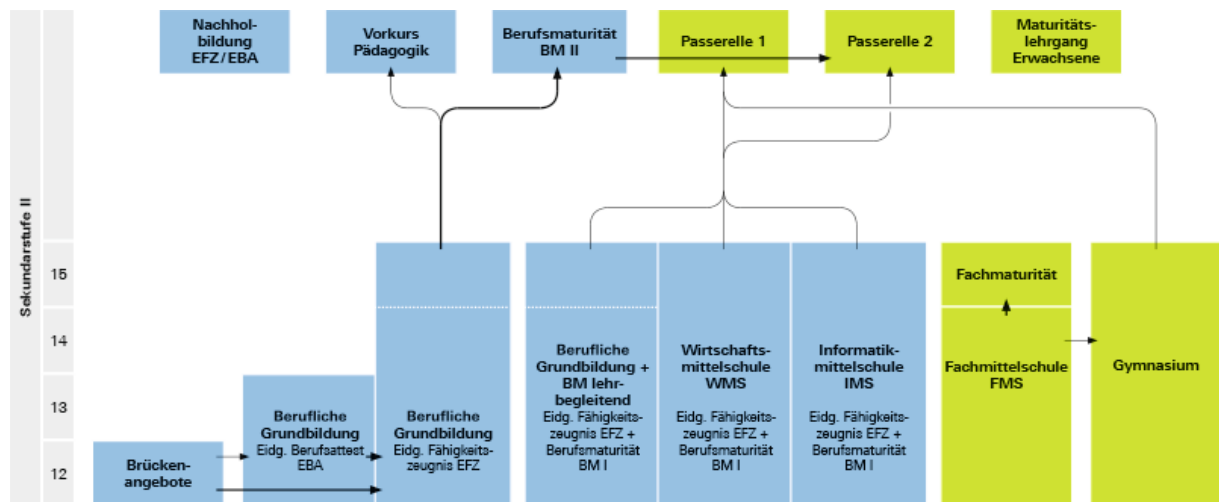 Nachhol-
bildung
EFZ/EBA
Vorkurs
Pädagogik
Berufsmaturität
BM II
Passerelle 1
Passerelle 2
Maturitäts-
lehrgang
Erwachsene
Sekundarstufe II
15
14
13
12
Brücken-
angebote
Berufliche
Grundbildung
Eidg. Berufsattest
EBA
Berufliche
Grundbildung
Eidg. Fähigkeits-
zeugnis EFZ
Berufliche
Grundbildung +
BM lehr-
begleitend
Eidg. Fähigkeits-
zeugnis EFZ +
Berufsmaturität
BM I
Wirtschafts-
mittelschule
WMS
Eidg. Fähigkeits-
zeugnis EFZ +
Berufsmaturität
BM I
Informatik-
mittelschule
IMS
Eidg. Fähigkeits-
zeugnis EFZ +
Berufsmaturität
BM I
Fachmaturität
Fachmittelschule
FMS
Gymnasium